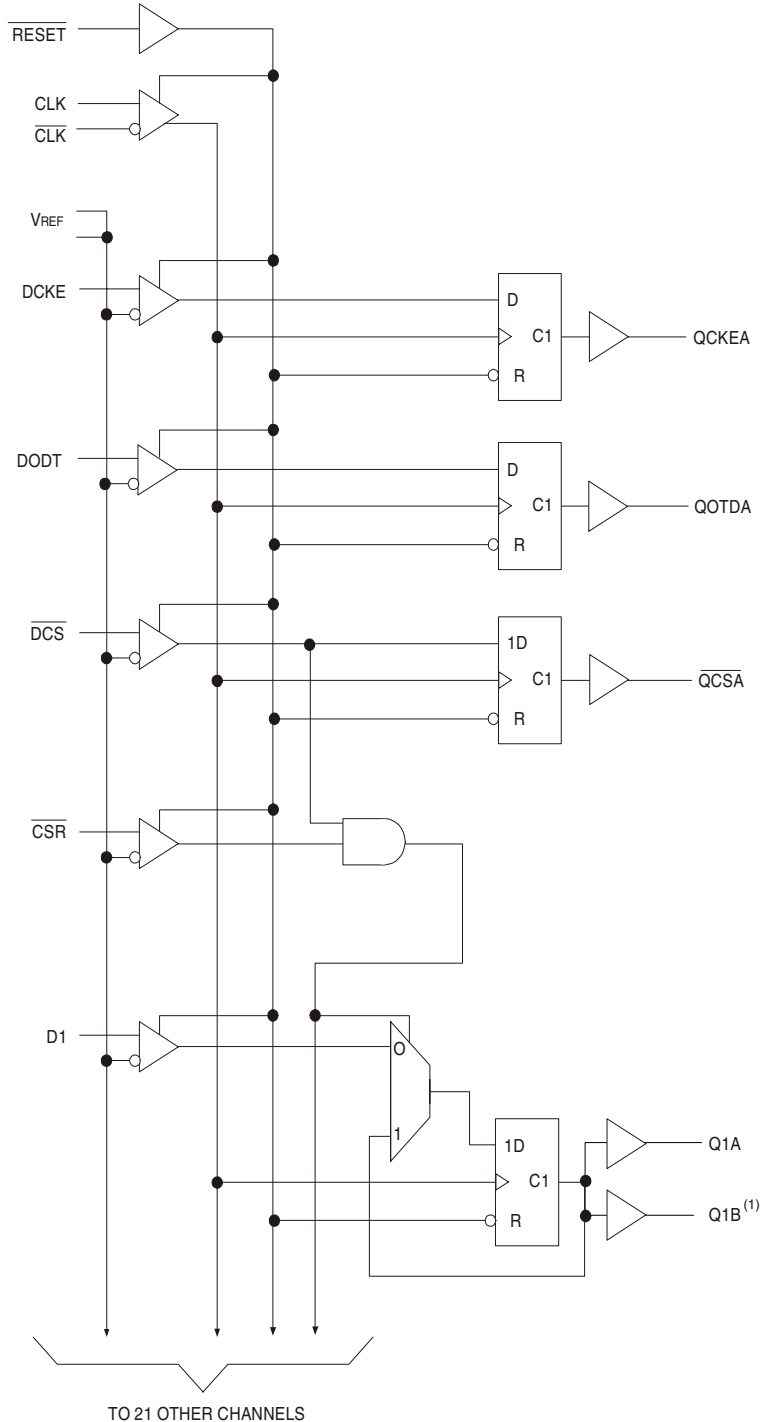 RESET
CLK
CLK
VREF
DCKE
D
C1
R
QCKEA
DODT
D
C1
R
QOTDA
DCS
1D
C1
R
QCSA
CSR
D1
O
1
1D
C1
R
Q1A
Q1B (1)
TO 21 OTHER CHANNELS